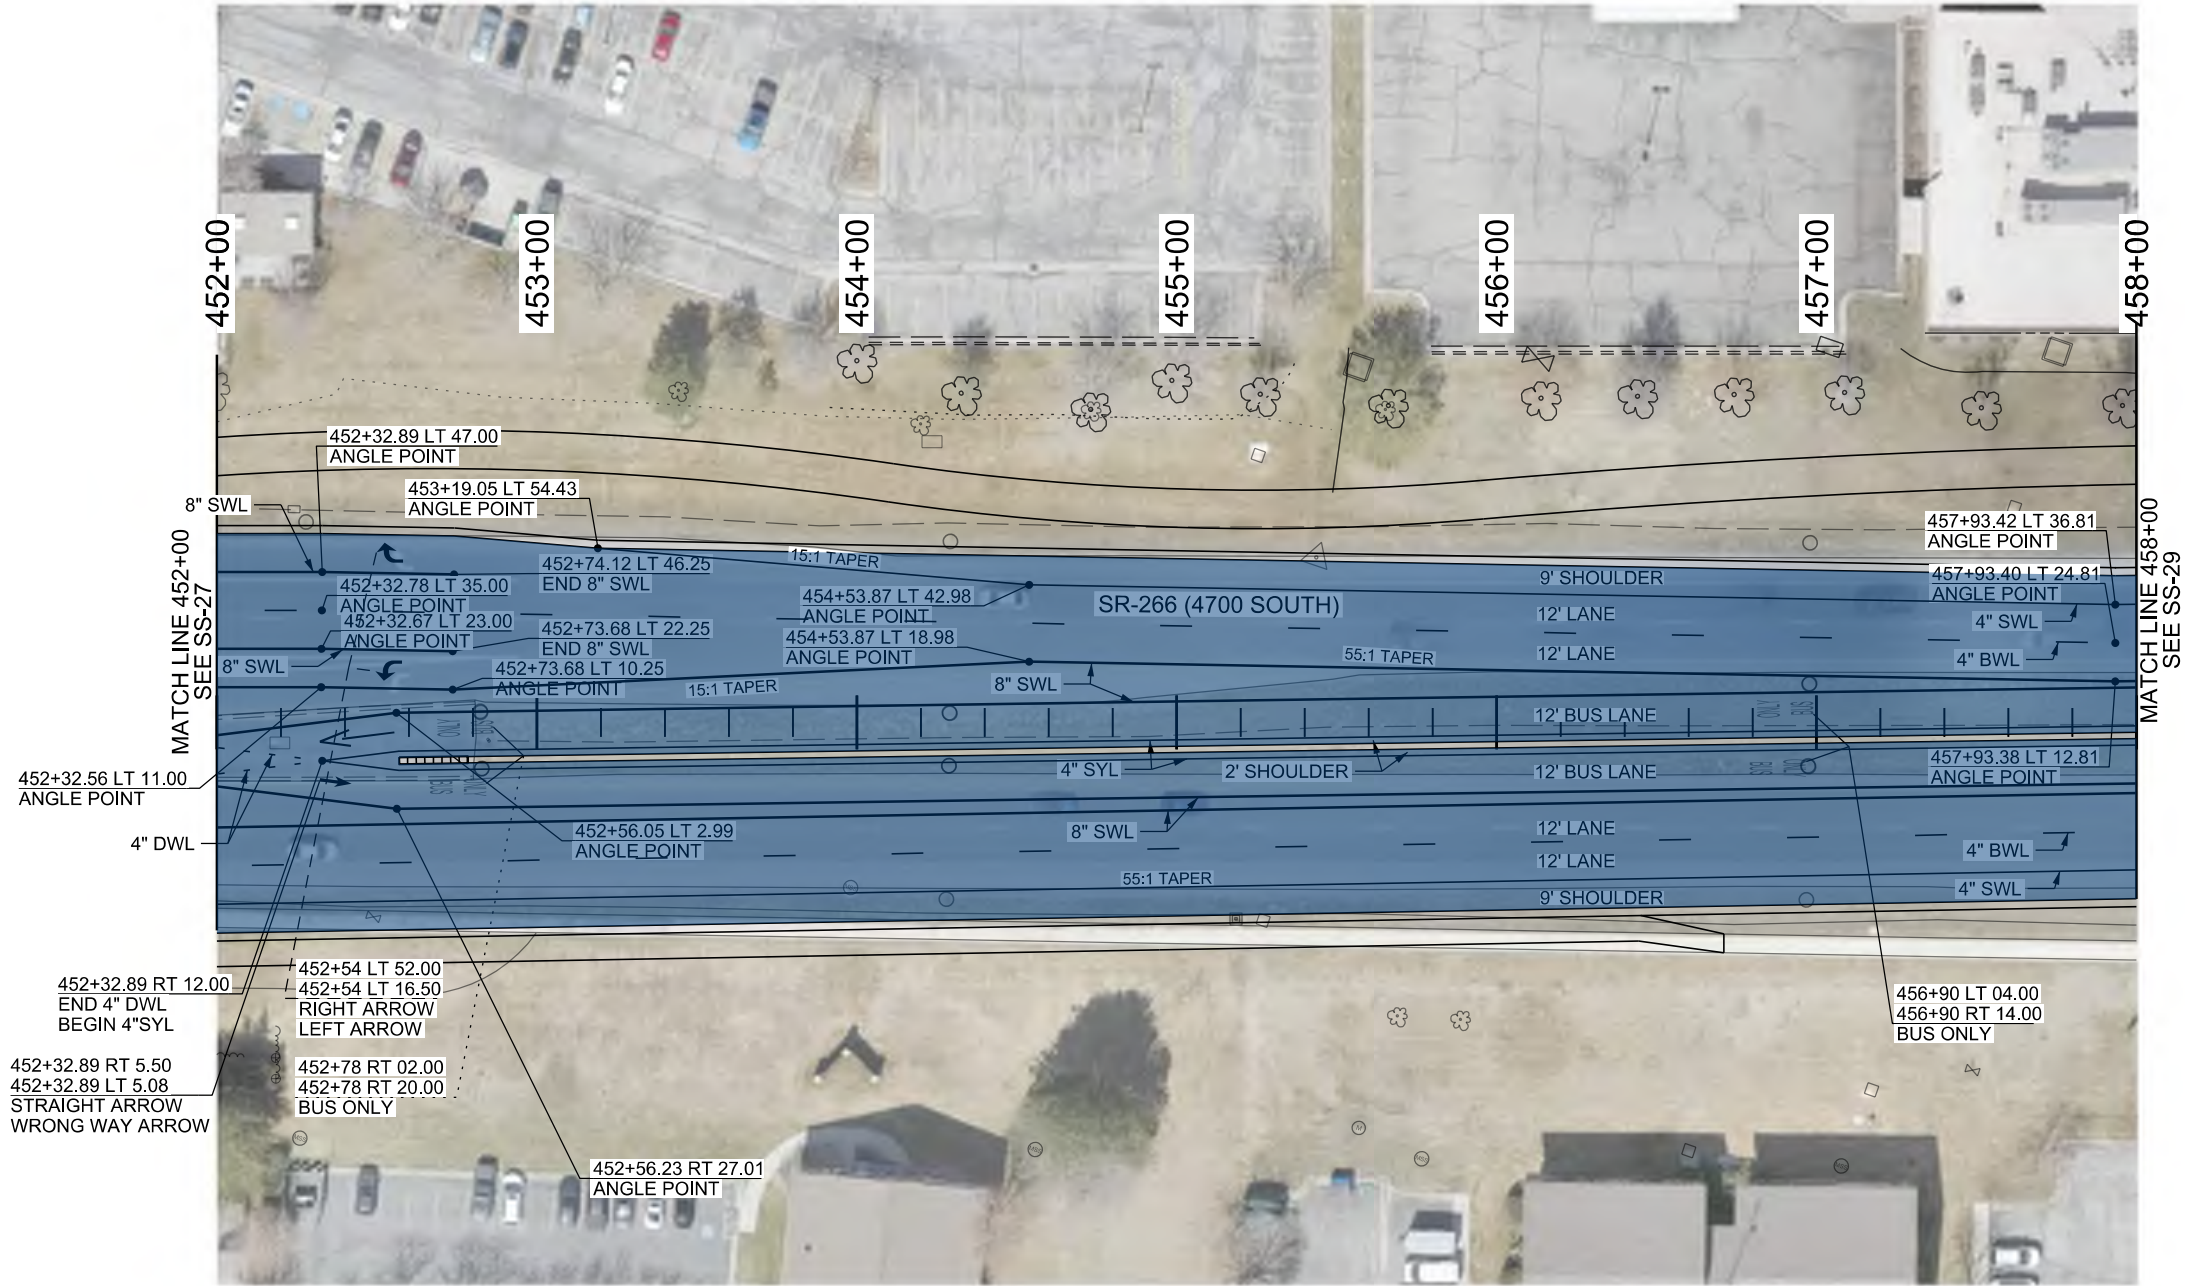 452+00
453+00
454+00
455+00
456+00
457+00
458+00
452+32.89 LT 47.00
ANGLE POINT
453+19.05 LT 54.43
ANGLE POINT
8" SWL
MATCH LINE 452+00
SEE SS-27
452+74.12 LT 46.25
END 8" SWL
15:1 TAPER
452+32.78 LT 35.00
ANGLE POINT
452+32.67 LT 23.00
ANGLE POINT
452+73.68 LT 22.25
END 8" SWL
8" SWL
452+73.68 LT 10.25
ANGLE POINT
15:1 TAPER
454+53.87 LT 42.98
ANGLE POINT
454+53.87 LT 18.98
ANGLE POINT
SR-266 (4700 SOUTH)
8" SWL
55:1 TAPER
9' SHOULDER
12' LANE
12' LANE
12' BUS LANE
457+93.42 LT 36.81
ANGLE POINT
457+93.40 LT 24.81
ANGLE POINT
4" SWL
4" BWL
MATCH LINE 458+00
SEE SS-29
BUS
ONLY
BUS
ONLY
4" SYL
2' SHOULDER
12' BUS LANE
BUS
ONLY
BUS
ONLY
457+93.38 LT 12.81
ANGLE POINT
452+32.56 LT 11.00
ANGLE POINT
4" DWL
452+56.05 LT 2.99
ANGLE POINT
8" SWL
12' LANE
12' LANE
4" BWL
55:1 TAPER
4" SWL
9' SHOULDER
452+32.89 RT 12.00
END 4" DWL
BEGIN 4"SYL
452+54 LT 52.00
452+54 LT 16.50
RIGHT ARROW
LEFT ARROW
456+90 LT 04.00
456+90 RT 14.00
BUS ONLY
452+32.89 RT 5.50
452+32.89 LT 5.08
STRAIGHT ARROW
WRONG WAY ARROW
452+78 RT 02.00
452+78 RT 20.00
BUS ONLY
452+56.23 RT 27.01
ANGLE POINT